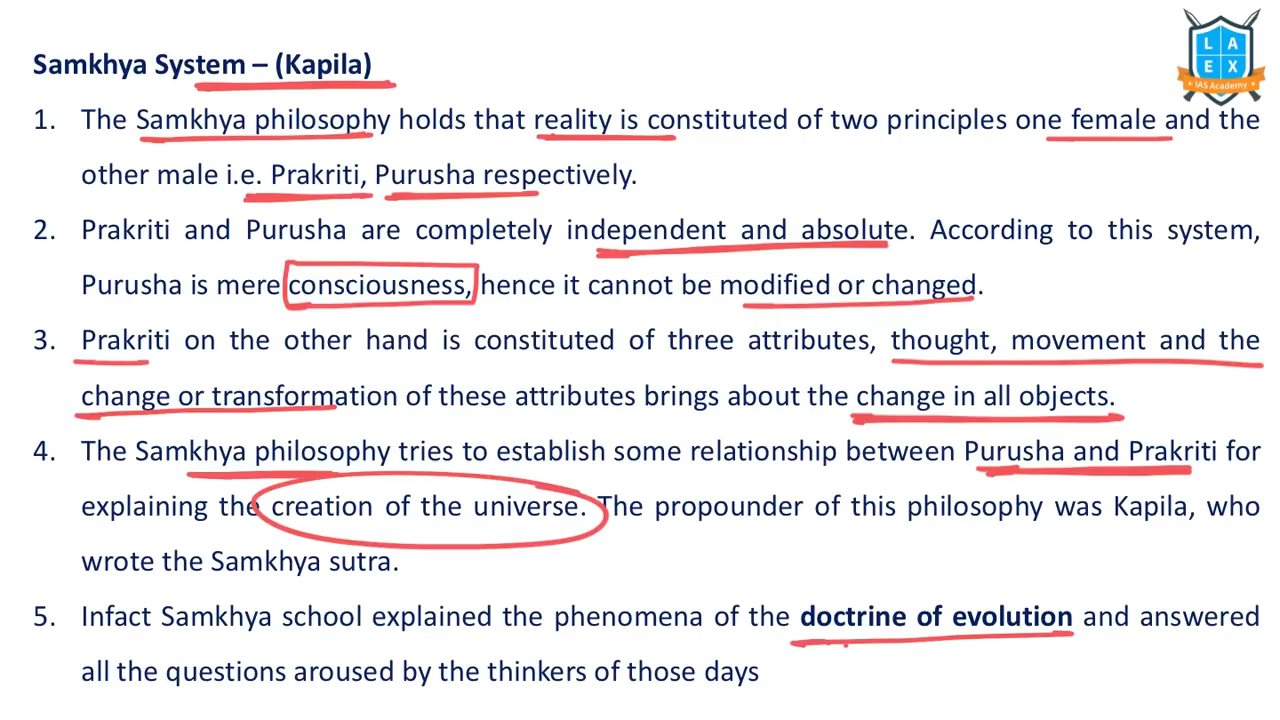 Samkhya System – (Kapila)
LA
EX
IAS Academy
1. The Samkhya philosophy holds that reality is constituted of two principles one female and the
other male i.e. Prakriti, Purusha respectively.
2. Prakriti and Purusha are completely independent and absolute. According to this system,
Purusha is mere consciousness, hence it cannot be modified or changed.
3. Prakriti on the other hand is constituted of three attributes, thought, movement and the
change or transformation of these attributes brings about the change in all objects.
4. The Samkhya philosophy tries to establish some relationship between Purusha and Prakriti for
explaining the creation of the universe. The propounder of this philosophy was Kapila, who
wrote the Samkhya sutra.
5. Infact Samkhya school explained the phenomena of the doctrine of evolution and answered
all the questions aroused by the thinkers of those days